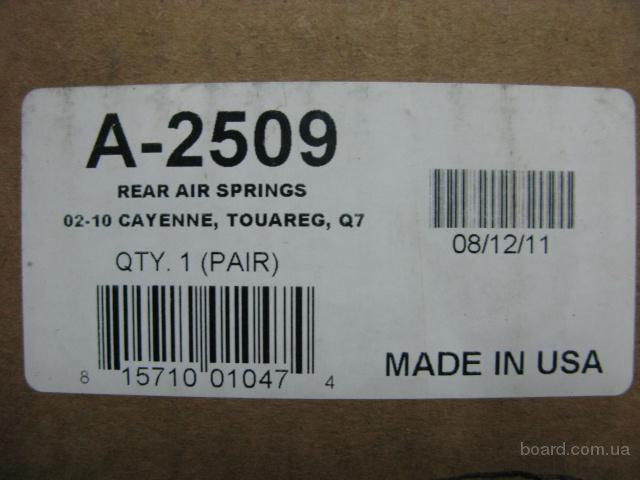 A-2509
REAR AIR SPRINGS
02-10 CAYENNE, TOUAREG, Q7
QTY. 1 (PAIR)
08/12/11
8 15710 01047 4
MADE IN USA
board.com.ua